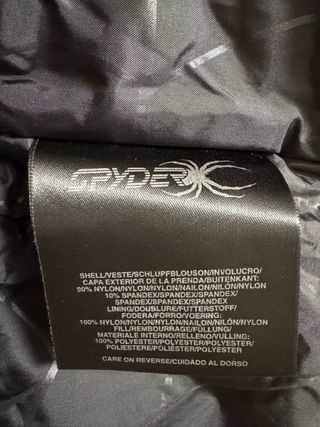 SPYDER
SHELL/VESTE/SCHLUPFBLOUSON/INVOLUCRO/
CAPA EXTERIOR DE LA PRENDA/BUITENKANT:
90% NYLON/NYLON/NYLON/NAILON/NILÓN/NYLON
10% SPANDEX/SPANDEX/SPANDEX/
SPANDEX/SPANDEX/SPANDEX
LINING/DOUBLURE/FUTTERSTOFF/
FODERA/FORRO/VOERING:
100% NYLON/NYLON/NYLON/NAILON/NILÓN/NYLON
FILL/REMBOURRAGE/FÜLLUNG/
MATERIALE INTERNO/RELLENO/VULLING:
100% POLYESTER/POLYESTER/POLYESTER/
POLIESTERE/POLIÉSTER/POLYESTER
CARE ON REVERSE/CUIDADO AL DORSO